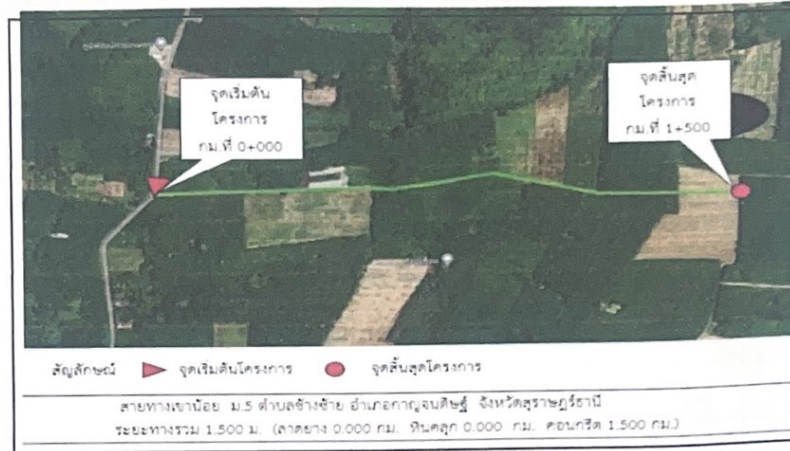 จุดเริ่มต้น
โครงการ
กม.ที่ 0+000
จุดสิ้นสุด
โครงการ
กม.ที่ 1+500
สัญลักษณ์ จุดเริ่มต้นโครงการ จุดสิ้นสุดโครงการ
สายทางเขาน้อย ม.5 ตำบลช้างซ้าย อำเภอกาญจนดิษฐ์ จังหวัดสุราษฎร์ธานี
ระยะทางรวม 1.500 ม. (ลาดยาง 0.000 กม. หินคลุก 0.000 กม. คอนกรีต 1.500 กม.)